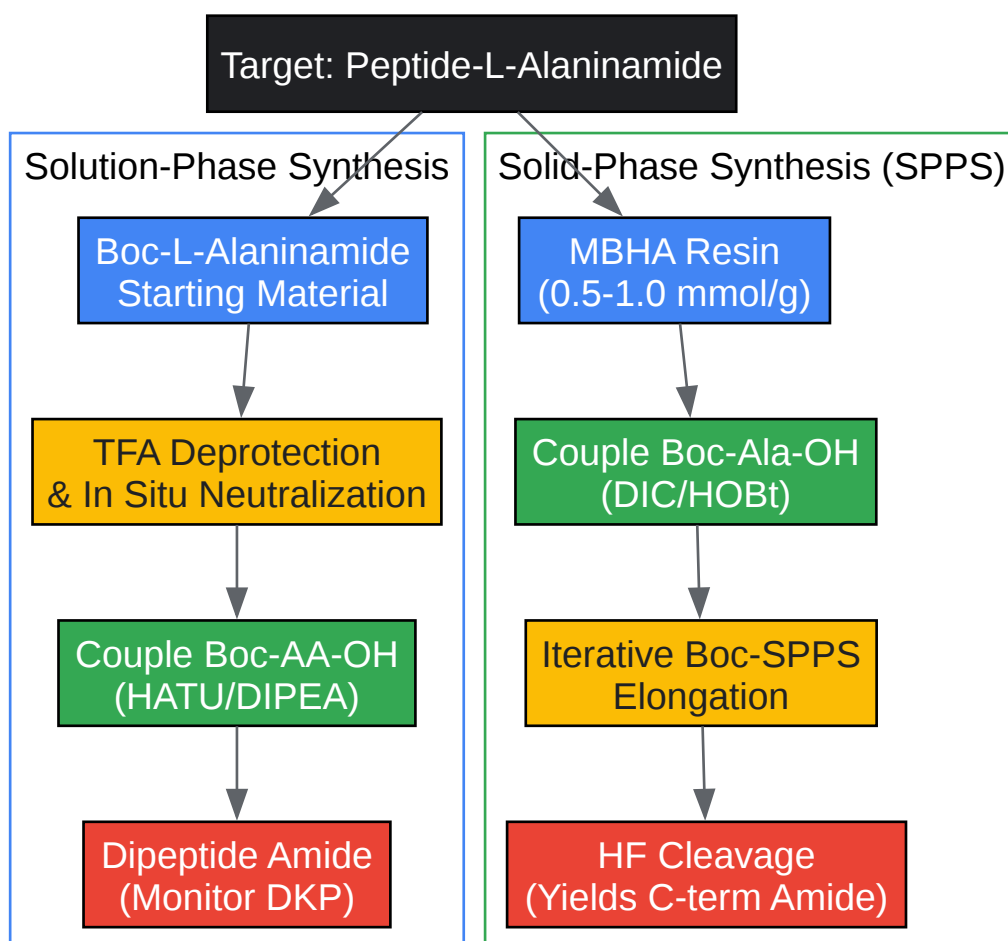 Target: Peptide-L-Alaninamide
Solution-Phase Synthesis
Boc-L-Alaninamide
Starting Material
TFA Deprotection
& In Situ Neutralization
Couple Boc-AA-OH
(HATU/DIPEA)
Dipeptide Amide
(Monitor DKP)
Solid-Phase Synthesis (SPPS)
MBHA Resin
(0.5-1.0 mmol/g)
Couple Boc-Ala-OH
(DIC/HOBt)
Iterative Boc-SPPS
Elongation
HF Cleavage
(Yields C-term Amide)